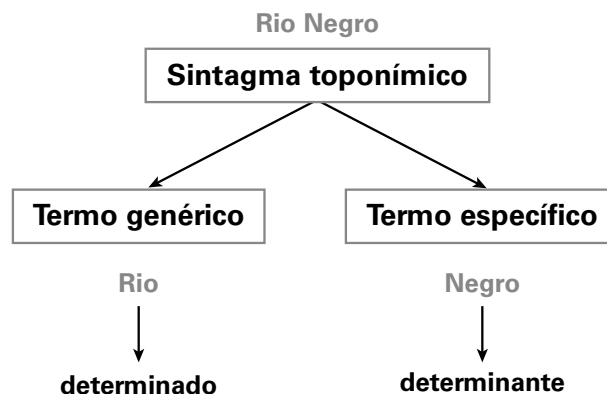 Rio Negro
Sintagma toponímico
Termo genérico
Termo específico
Rio
Negro
determinado
determinante